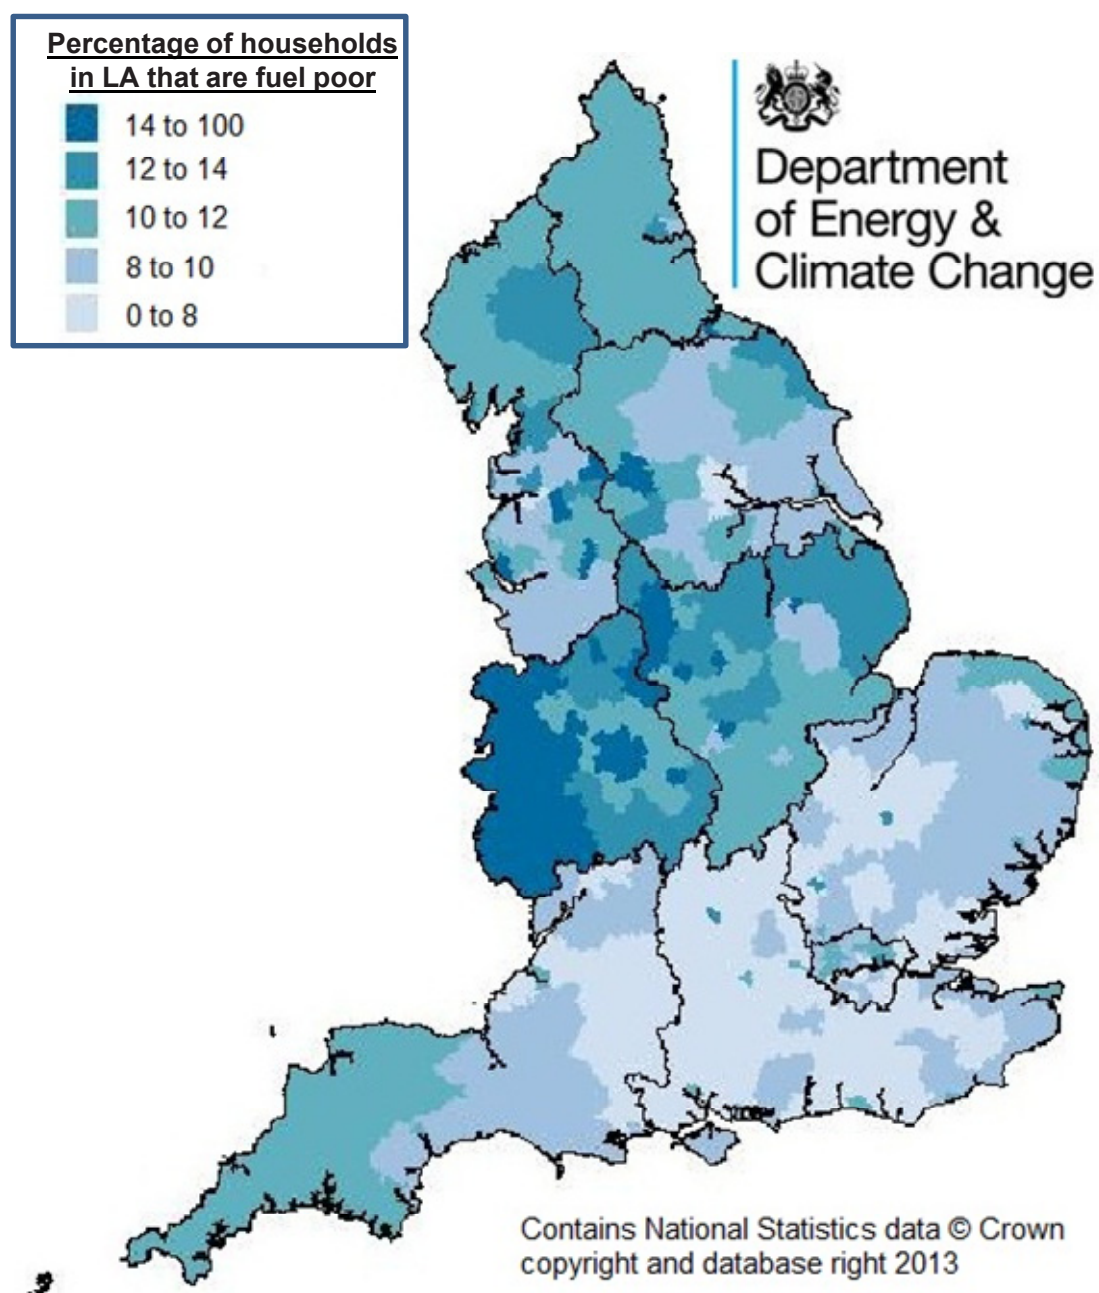 Percentage of households
in LA that are fuel poor
14 to 100
12 to 14
10 to 12
8 to 10
0 to 8
Department
of Energy &
Climate Change
Contains National Statistics data © Crown
copyright and database right 2013